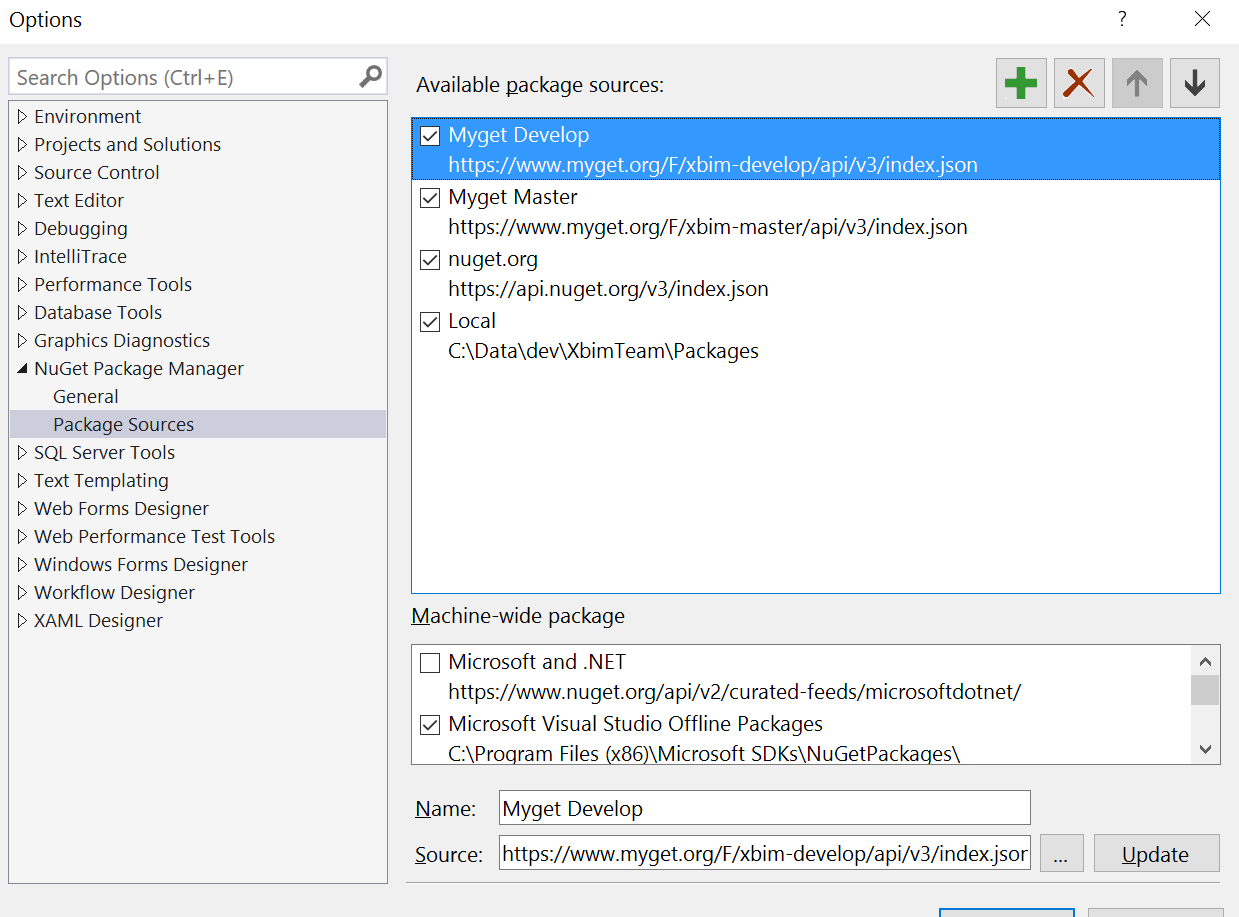 Options
?
Search Options (Ctrl+E)
Environment
Projects and Solutions
Source Control
Text Editor
Debugging
IntelliTrace
Performance Tools
Database Tools
Graphics Diagnostics
NuGet Package Manager
General
Package Sources
SQL Server Tools
Text Templating
Web Forms Designer
Web Performance Test Tools
Windows Forms Designer
Workflow Designer
XAML Designer
Available package sources:
Myget Develop
https://www.myget.org/F/xbim-develop/api/v3/index.json
Myget Master
https://www.myget.org/F/xbim-master/api/v3/index.json
nuget.org
https://api.nuget.org/v3/index.json
Local
C:\Data\dev\XbimTeam\Packages
Machine-wide package
Microsoft and .NET
https://www.nuget.org/api/v2/curated-feeds/microsoftdotnet/
Microsoft Visual Studio Offline Packages
C:\Program Files (x86)\Microsoft SDKs\NuGetPackages\
Name: Myget Develop
Source: https://www.myget.org/F/xbim-develop/api/v3/index.json ... Update